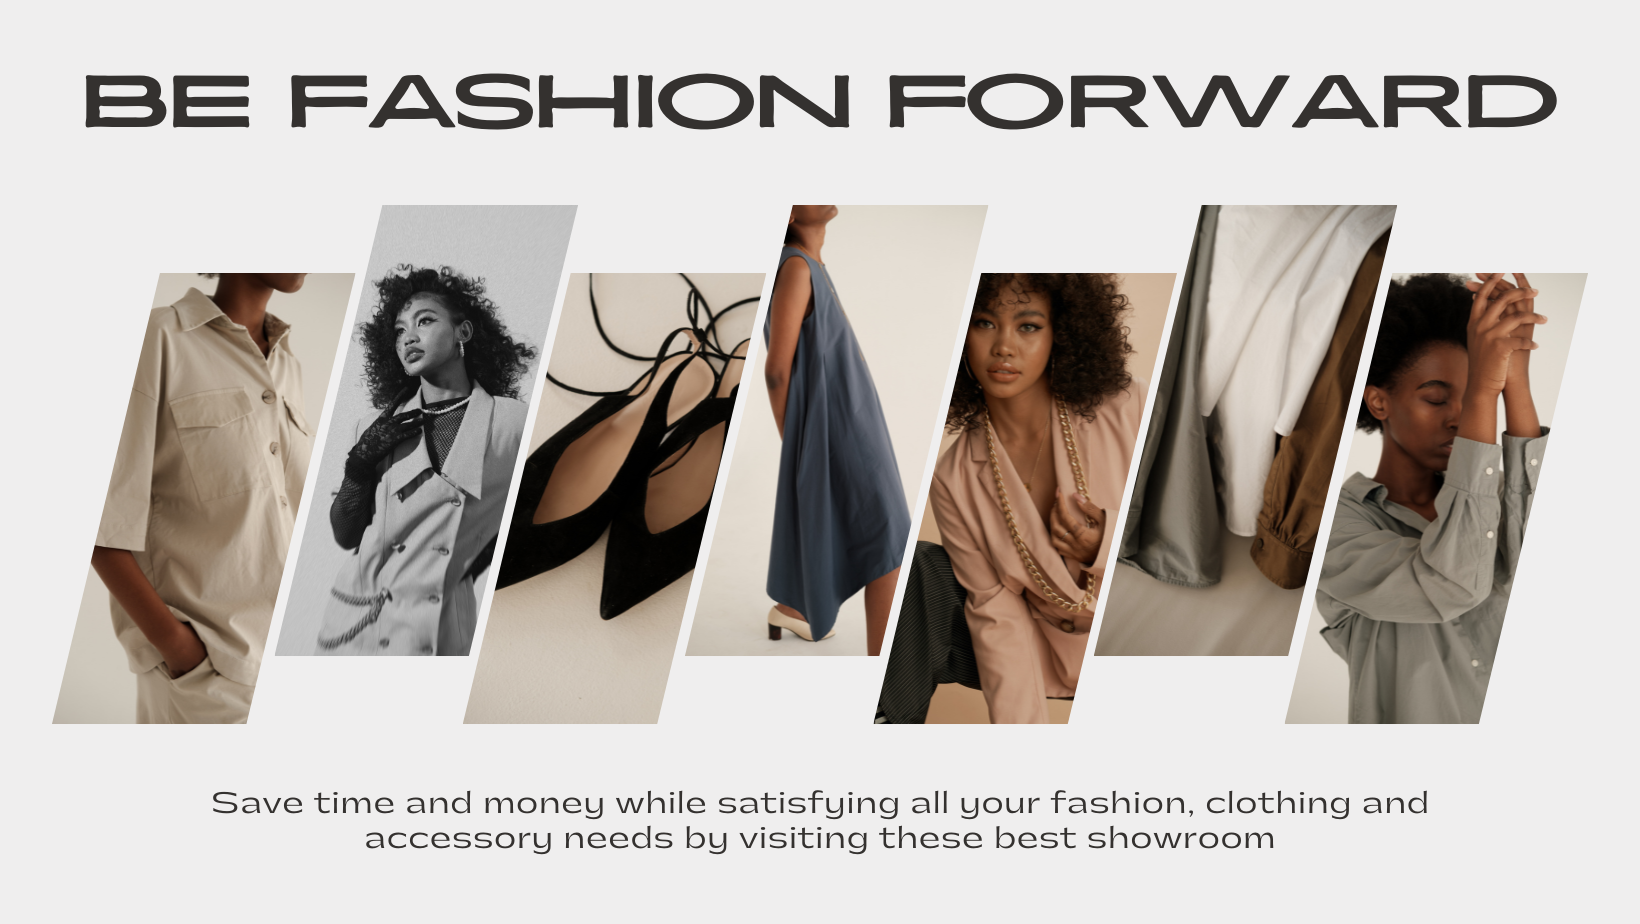 BE FASHION FORWARD
Save time and money while satisfying all your fashion, clothing and
accessory needs by visiting these best showroom